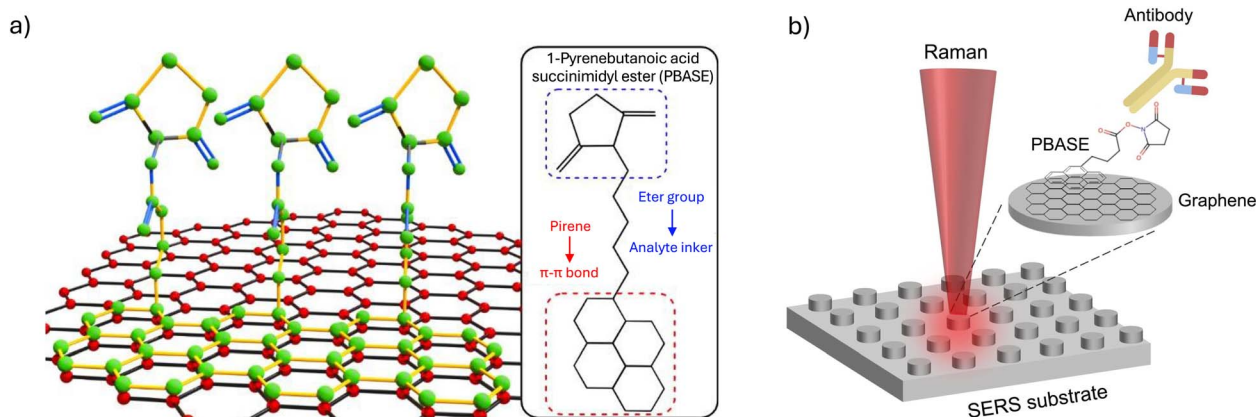 a)
1-Pyrenebutanoic acid
succinimidyl ester (PBASE)
Eter group
Analyte inker
Pirene
π-π bond
b)
Antibody
Raman
O
O
N
O
O
PBASE
Graphene
SERS substrate